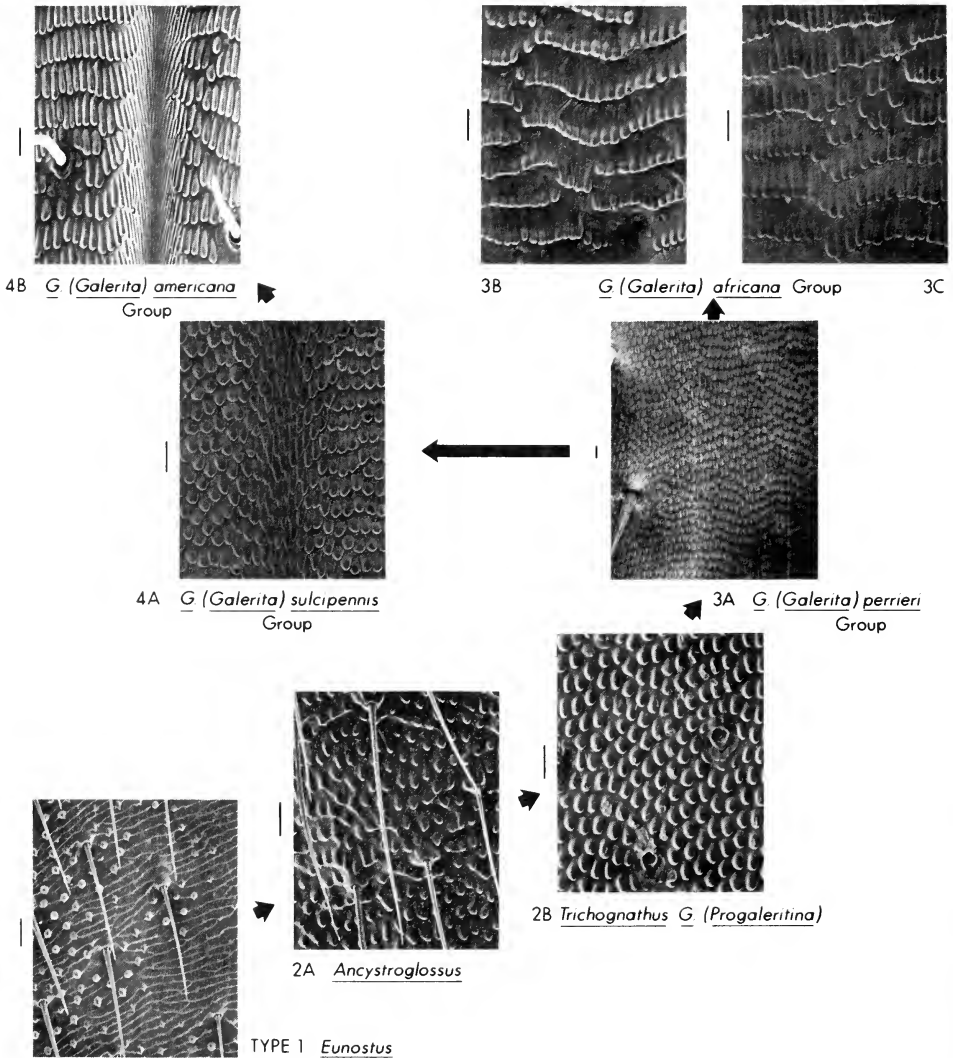 4B G. (Galerita) americana
Group
3B G. (Galerita) africana Group 3C
4A G. (Galerita) sulcipennis
Group
3A G. (Galerita) perrieri
Group
2B Trichognathus G. (Progaleritina)
2A Ancystroglossus
TYPE 1 Eunostus